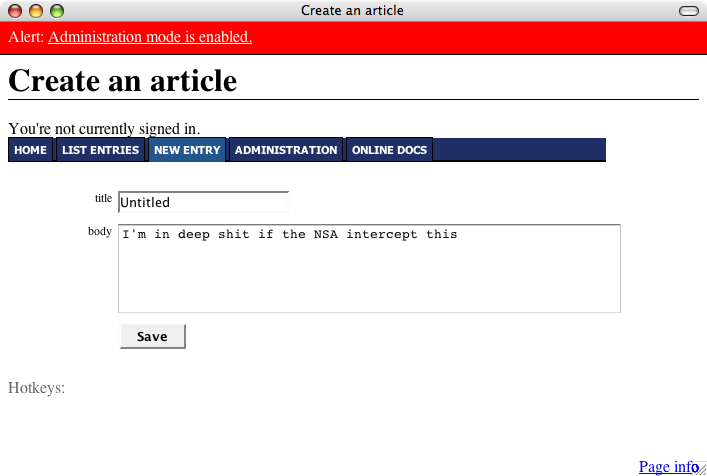 Create an article
Alert: Administration mode is enabled.
Create an article
You're not currently signed in.
HOME LIST ENTRIES NEW ENTRY ADMINISTRATION ONLINE DOCS
title Untitled
body I'm in deep shit if the NSA intercept this
Save
Hotkeys:
Page info